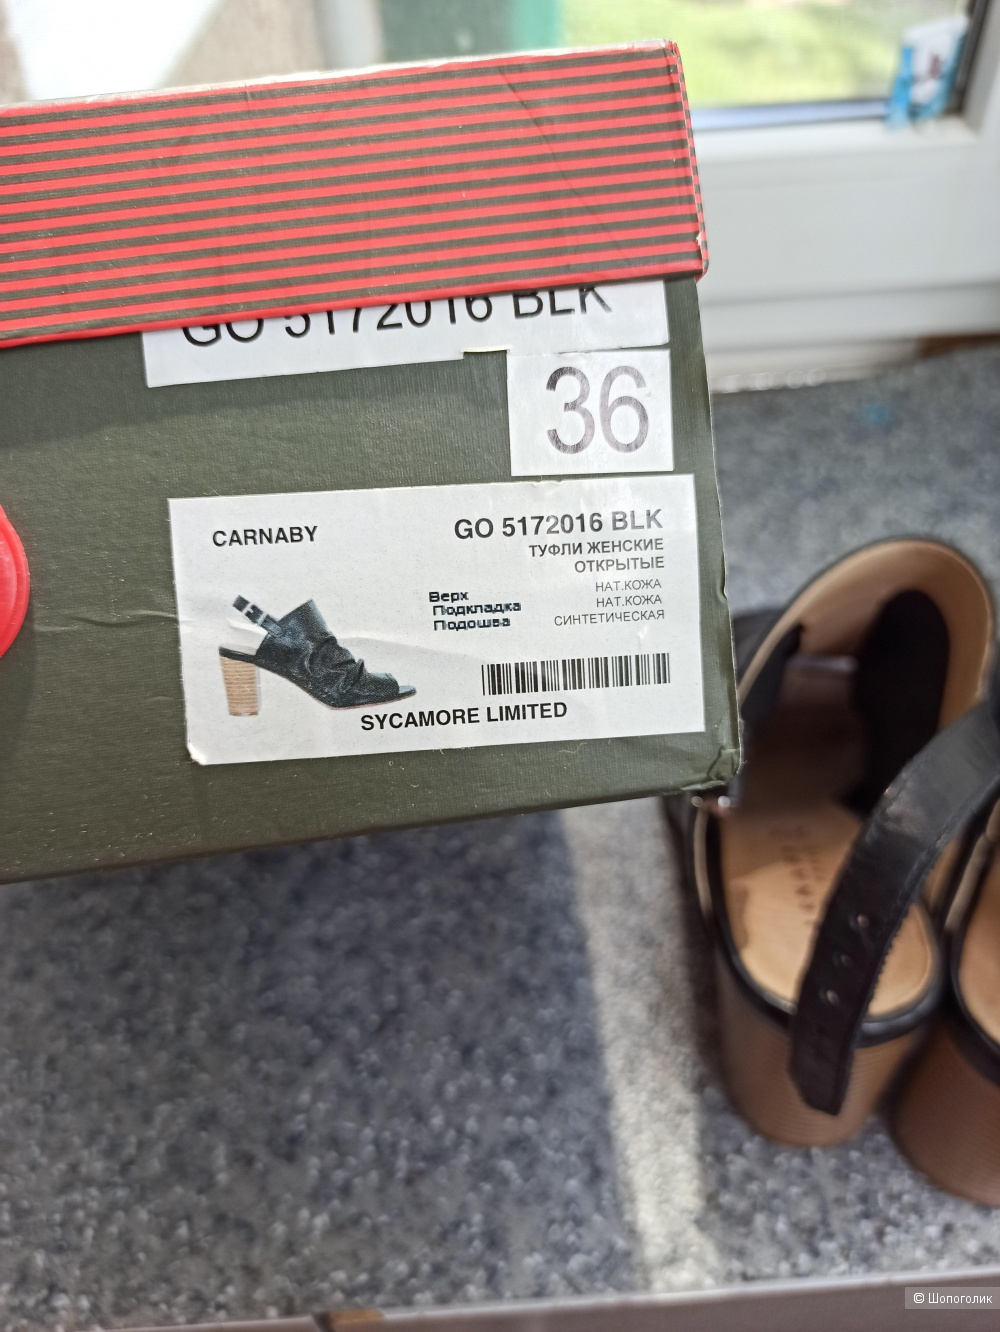 GO 5172016 BLK
36
CARNABY
GO 5172016 BLK
ТУФЛИ ЖЕНСКИЕ
ОТКРЫТЫЕ
Верх НАТ.КОЖА
Подкладка НАТ.КОЖА
Подошва СИНТЕТИЧЕСКАЯ
SYCAMORE LIMITED
© Шопоголик